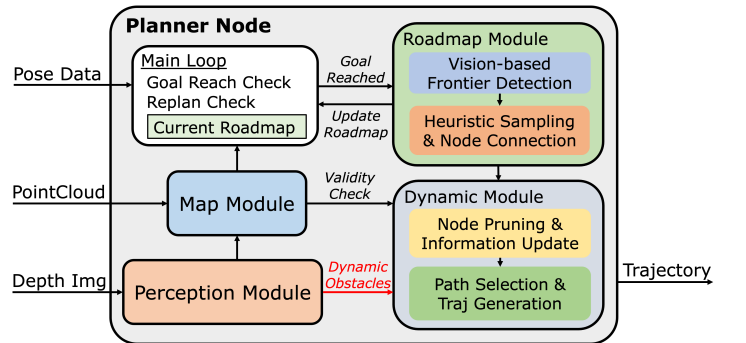 Planner Node
Pose Data
Main Loop
Goal Reach Check
Replan Check
Current Roadmap
Goal
Reached
Update
Roadmap
Roadmap Module
Vision-based
Frontier Detection
Heuristic Sampling
& Node Connection
PointCloud
Map Module
Validity
Check
Dynamic Module
Node Pruning &
Information Update
Path Selection &
Traj Generation
Depth Img
Perception Module
Dynamic
Obstacles
Trajectory